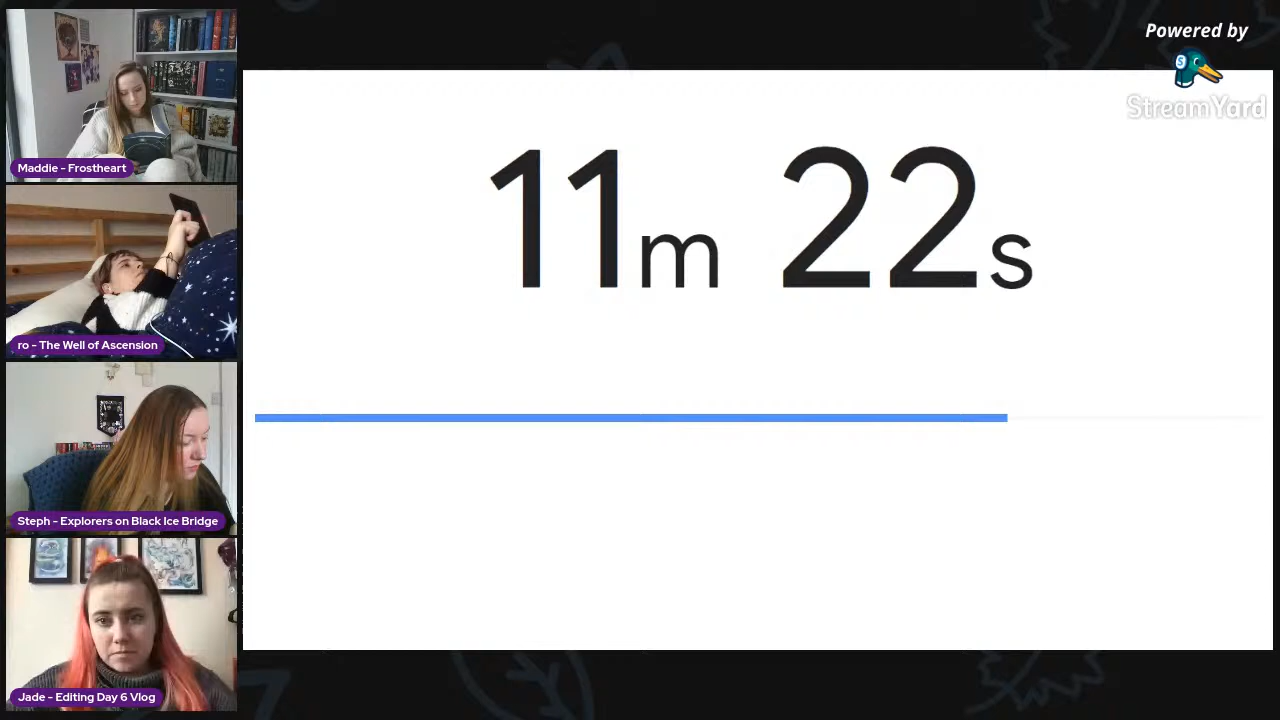 Maddie - Frostheart
ro - The Well of Ascension
Steph - Explorers on Black Ice Bridge
Jade - Editing Day 6 Vlog
11m 22s
Powered by
StreamYard